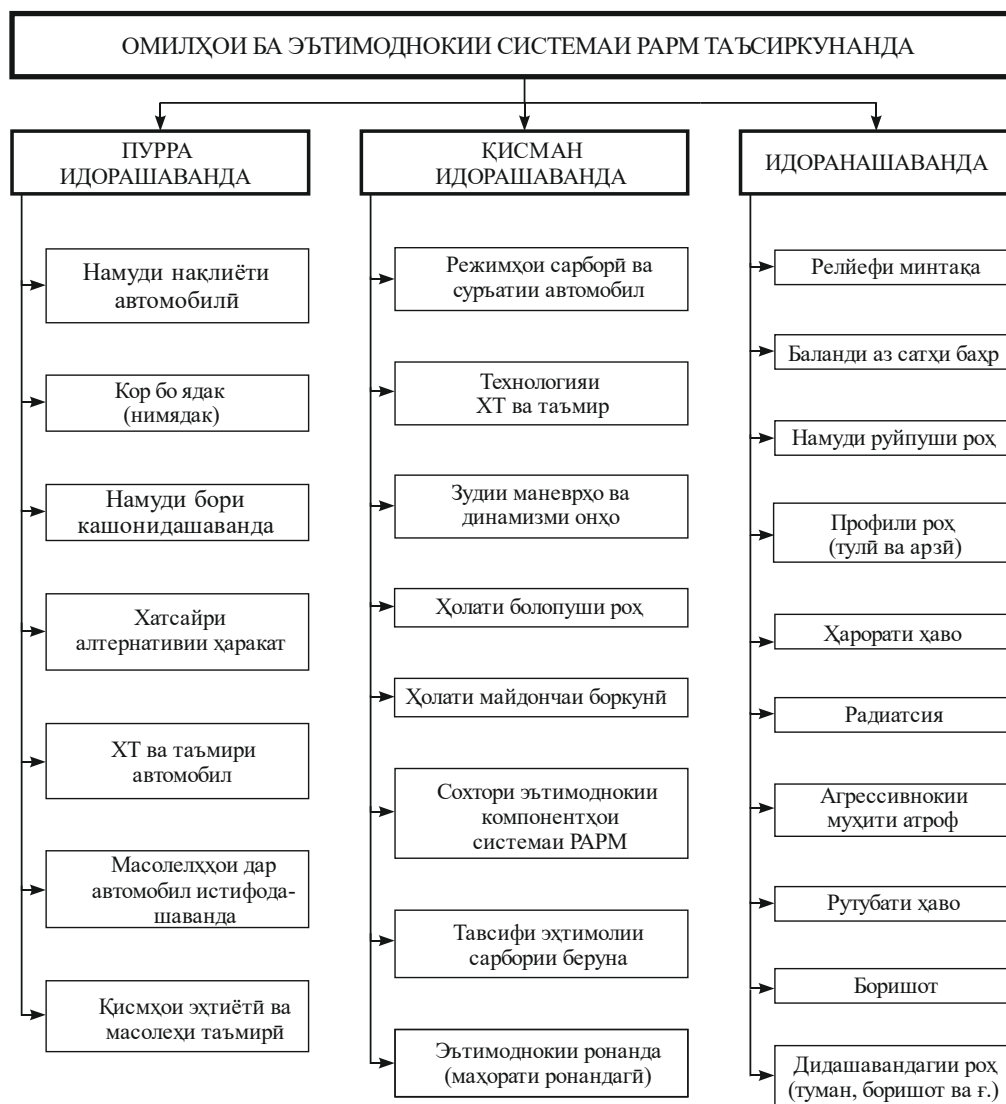 ОМИЛҲОИ БА ЭЪТИМОДНОКИИ СИСТЕМАИ РАРМ ТАЪСИРКУНАНДА
ПУРРА
ИДОРАШАВАНДА
Намуди нақлиёти
автомобилӣ
Кор бо ядак
(нимядак)
Намуди бори
кашонидашаванда
Хатсайри
алтернативии ҳаракат
ХТ ва таъмири
автомобил
Масолелҳҳои дар
автомобил истифода-
шаванда
Қисмҳои эҳтиётӣ ва
масолеҳи таъмирӣ
ҚИСМАН
ИДОРАШАВАНДА
Режимҳои сарборӣ ва
суръатии автомобил
Технологияи
ХТ ва таъмир
Зудии маневрҳо ва
динамизми онҳо
Ҳолати болопуши роҳ
Ҳолати майдончаи боркунӣ
Сохтори эътимоднокии
компонентҳои
системаи РАРМ
Тавсифи эҳтимолии
сарбории беруна
Эътимоднокии ронанда
(маҳорати ронандагӣ)
ИДОРАНАШАВАНДА
Релйефи минтақа
Баланди аз сатҳи баҳр
Намуди руйпуши роҳ
Профили роҳ
(тулӣ ва арзӣ)
Ҳарорати ҳаво
Радиатсия
Агрессивнокии
муҳити атроф
Рутубати ҳаво
Боришот
Дидашавандагии роҳ
(туман, боришот ва ғ.)